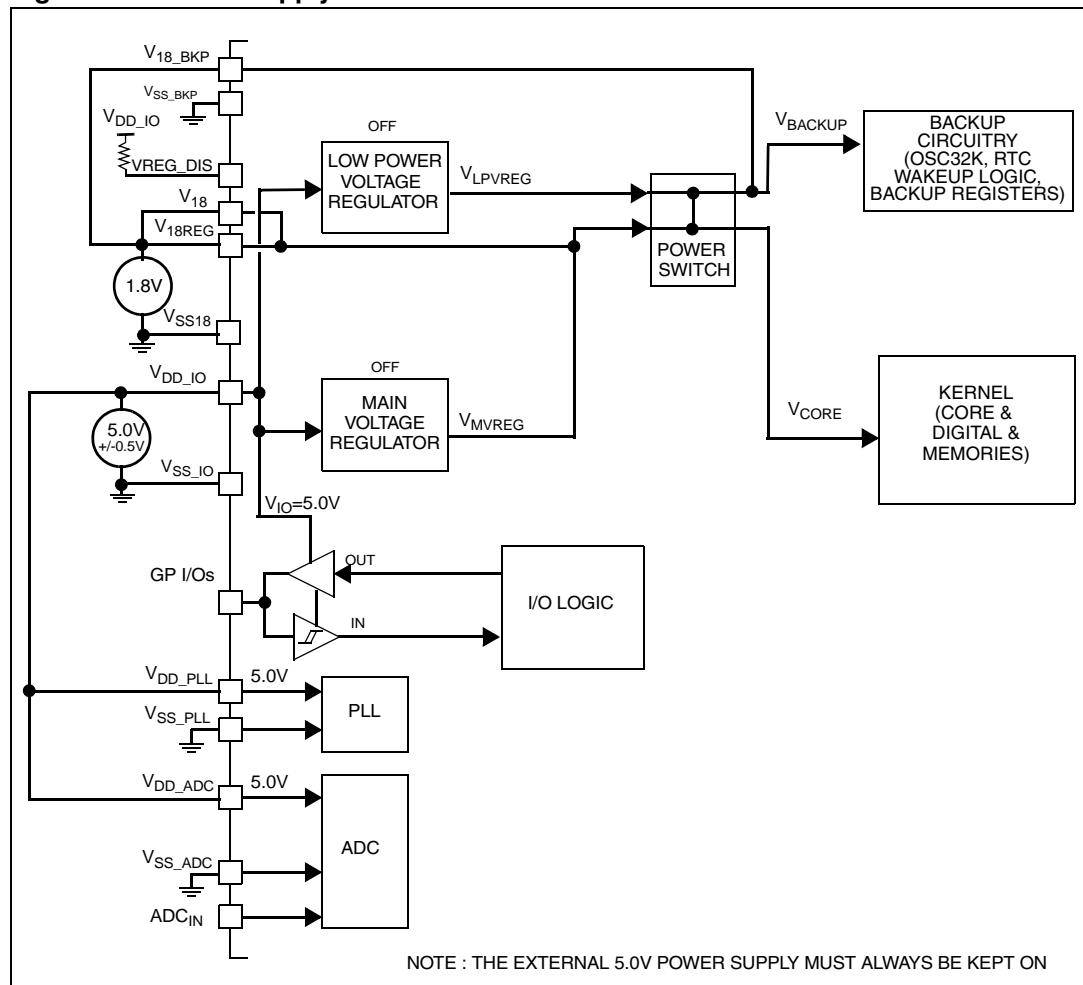 V18_BKP
VSS_BKP
VDD_IO
VREG_DIS
V18
V18REG
1.8V
VSS18
VDD_IO
5.0V
+/-0.5V
VSS_IO
OFF
LOW POWER
VOLTAGE
REGULATOR
VLPVREG
POWER
SWITCH
VBACKUP
BACKUP
CIRCUITRY
(OSC32K, RTC
WAKEUP LOGIC,
BACKUP REGISTERS)
OFF
MAIN
VOLTAGE
REGULATOR
VMVREG
VCORE
KERNEL
(CORE &
DIGITAL &
MEMORIES)
VIO=5.0V
GP I/Os
OUT
IN
I/O LOGIC
VDD_PLL
5.0V
VSS_PLL
PLL
VDD_ADC
5.0V
VSS_ADC
ADCIN
ADC
NOTE : THE EXTERNAL 5.0V POWER SUPPLY MUST ALWAYS BE KEPT ON